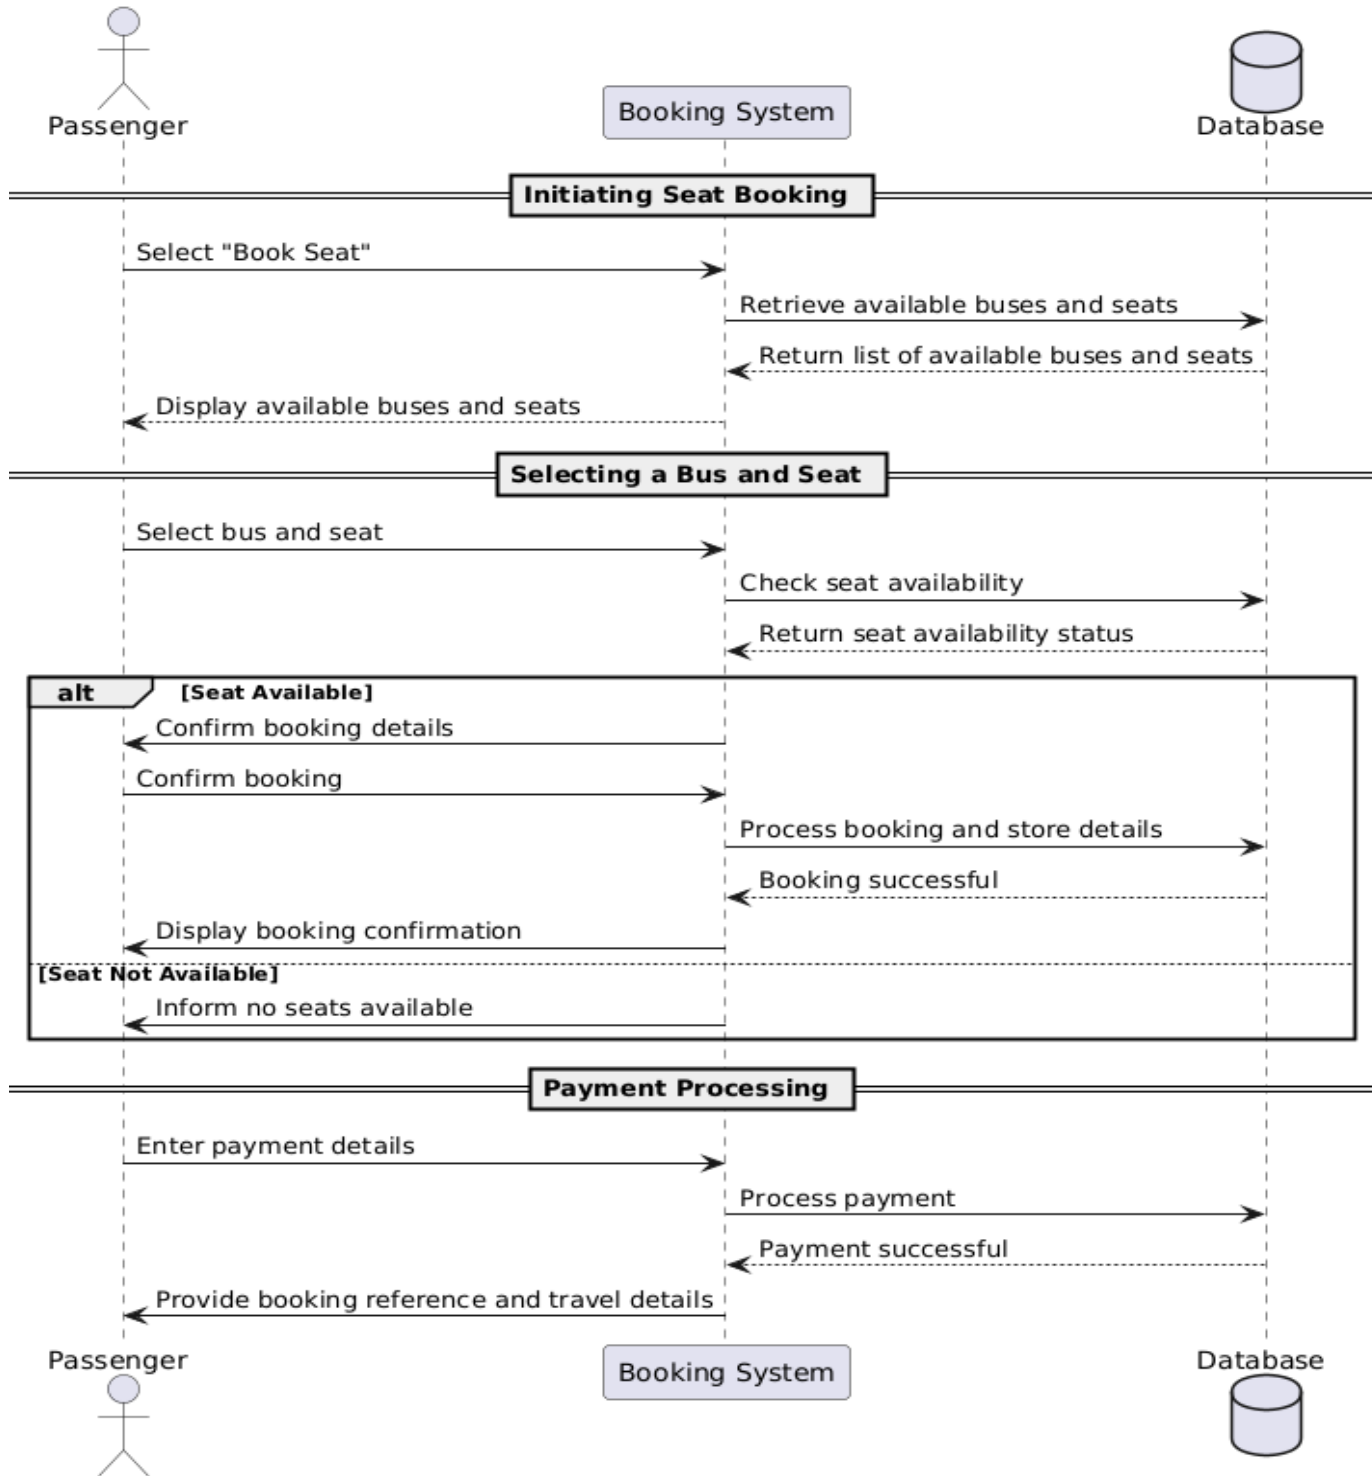 Passenger
Booking System
Database
Initiating Seat Booking
Select "Book Seat"
Retrieve available buses and seats
Return list of available buses and seats
Display available buses and seats
Selecting a Bus and Seat
Select bus and seat
Check seat availability
Return seat availability status
alt [Seat Available]
Confirm booking details
Confirm booking
Process booking and store details
Booking successful
Display booking confirmation
[Seat Not Available]
Inform no seats available
Payment Processing
Enter payment details
Process payment
Payment successful
Provide booking reference and travel details
Passenger
Booking System
Database